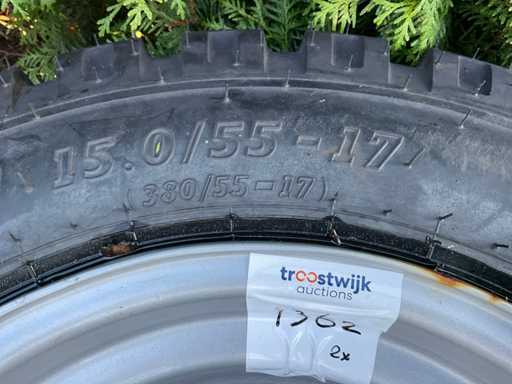 15.0/55-17
(380/55-17)
troostwijk
auctions
1362
2x